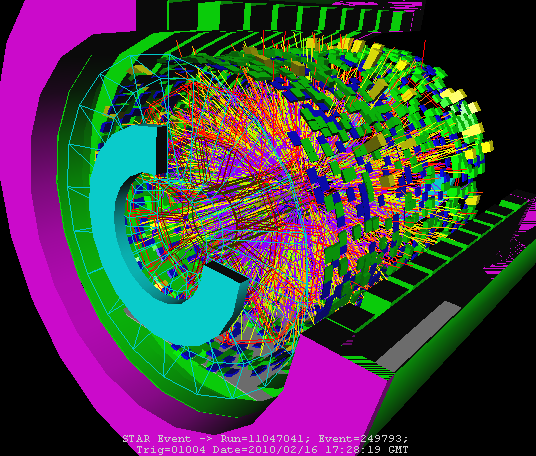 STAR Event -> Run=11047041; Event=249793;
Trig=01004 Date=2010/02/16 17:28:19 GMT